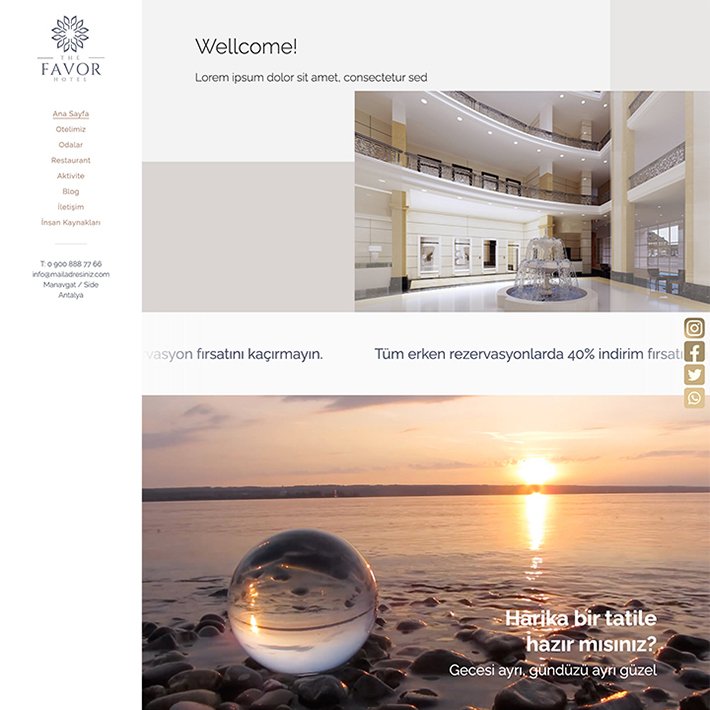 THE
FAVOR
HOTEL
Ana Sayfa
Otelimiz
Odalar
Restaurant
Aktivite
Blog
İletişim
İnsan Kaynakları
T: 0 900 888 77 66
info@mailadresiniz.com
Manavgat / Side
Antalya
Wellcome!
Lorem ipsum dolor sit amet, consectetur sed
vasyon fırsatını kaçırmayın. Tüm erken rezervasyonlarda 40% indirim fırsatı
Harika bir tatile
hazır mısınız?
Gecesi ayrı, gündüzü ayrı güzel